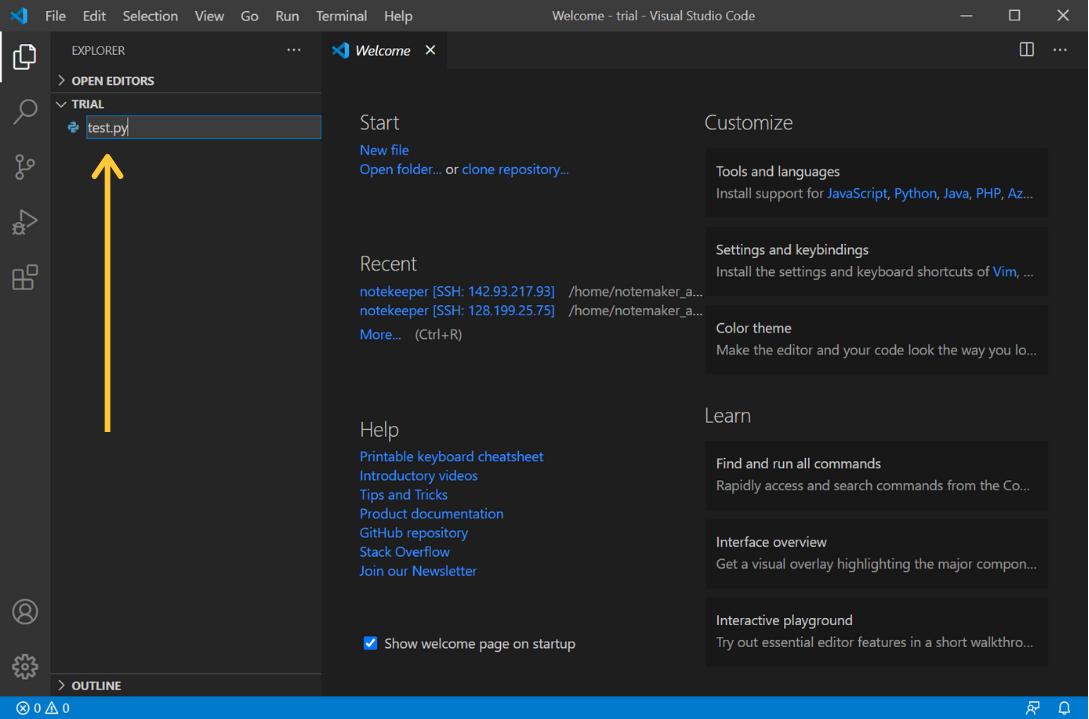 File Edit Selection View Go Run Terminal Help
Welcome - trial - Visual Studio Code
EXPLORER
OPEN EDITORS
TRIAL
test.py
Welcome
Start
New file
Open folder... or clone repository...
Recent
notekeeper [SSH: 142.93.217.93] /home/notemaker_a...
notekeeper [SSH: 128.199.25.75] /home/notemaker_a...
More... (Ctrl+R)
Help
Printable keyboard cheatsheet
Introductory videos
Tips and Tricks
Product documentation
GitHub repository
Stack Overflow
Join our Newsletter
Show welcome page on startup
Customize
Tools and languages
Install support for JavaScript, Python, Java, PHP, Az...
Settings and keybindings
Install the settings and keyboard shortcuts of Vim, ...
Color theme
Make the editor and your code look the way you lo...
Learn
Find and run all commands
Rapidly access and search commands from the Co...
Interface overview
Get a visual overlay highlighting the major compon...
Interactive playground
Try out essential editor features in a short walkthro...
OUTLINE
0 0